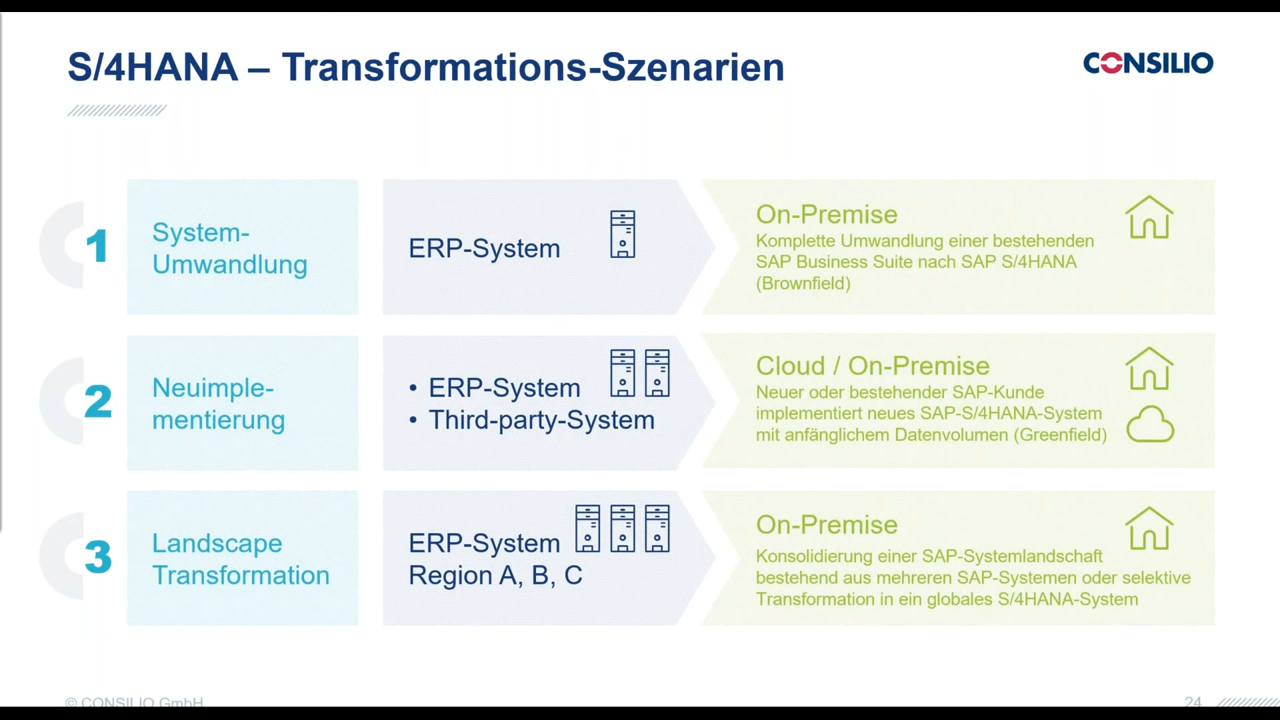 S/4HANA – Transformations-Szenarien
CONSILIO
1
System-
Umwandlung
ERP-System
On-Premise
Komplette Umwandlung einer bestehenden
SAP Business Suite nach SAP S/4HANA
(Brownfield)
2
Neuimple-
mentierung
• ERP-System
• Third-party-System
Cloud / On-Premise
Neuer oder bestehender SAP-Kunde
implementiert neues SAP-S/4HANA-System
mit anfänglichem Datenvolumen (Greenfield)
3
Landscape
Transformation
ERP-System
Region A, B, C
On-Premise
Konsolidierung einer SAP-Systemlandschaft
bestehend aus mehreren SAP-Systemen oder selektive
Transformation in ein globales S/4HANA-System
© CONSILIO GmbH
24